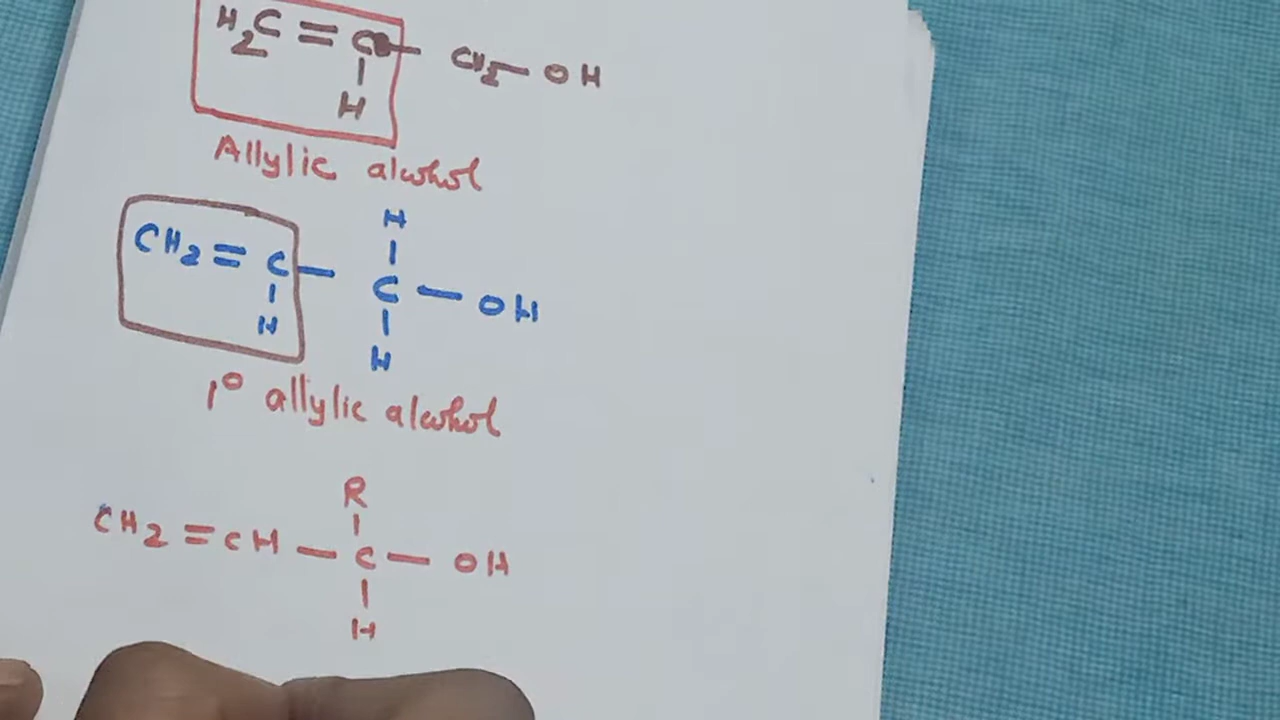 H2C = C - CH2 - OH
|
H
Allylic alcohol
H
|
CH2 = C - C - OH
| |
H H
1° allylic alcohol
R
|
CH2 = CH - C - OH
|
H